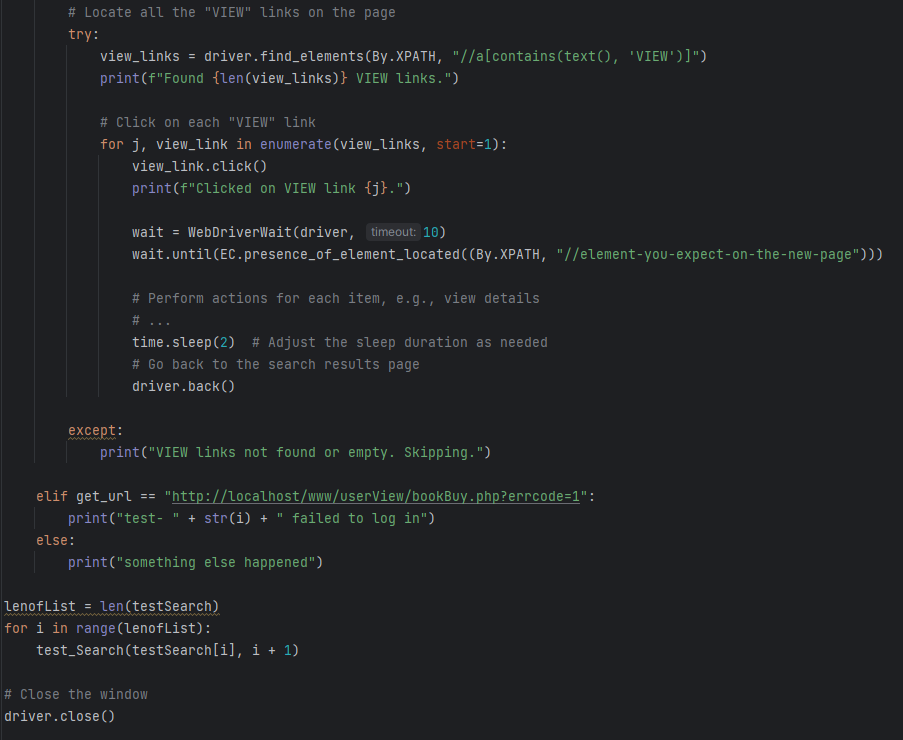 # Locate all the "VIEW" links on the page
try:
view_links = driver.find_elements(By.XPATH, "//a[contains(text(), 'VIEW')]")
print(f"Found {len(view_links)} VIEW links.")
# Click on each "VIEW" link
for j, view_link in enumerate(view_links, start=1):
view_link.click()
print(f"Clicked on VIEW link {j}.")
wait = WebDriverWait(driver, timeout: 10)
wait.until(EC.presence_of_element_located((By.XPATH, "//element-you-expect-on-the-new-page")))
# Perform actions for each item, e.g., view details
# ...
time.sleep(2)  # Adjust the sleep duration as needed
# Go back to the search results page
driver.back()
except:
print("VIEW links not found or empty. Skipping.")
elif get_url == "http://localhost/www/userView/bookBuy.php?errcode=1":
print("test- " + str(i) + " failed to log in")
else:
print("something else happened")
lenofList = len(testSearch)
for i in range(lenofList):
test_Search(testSearch[i], i + 1)
# Close the window
driver.close()